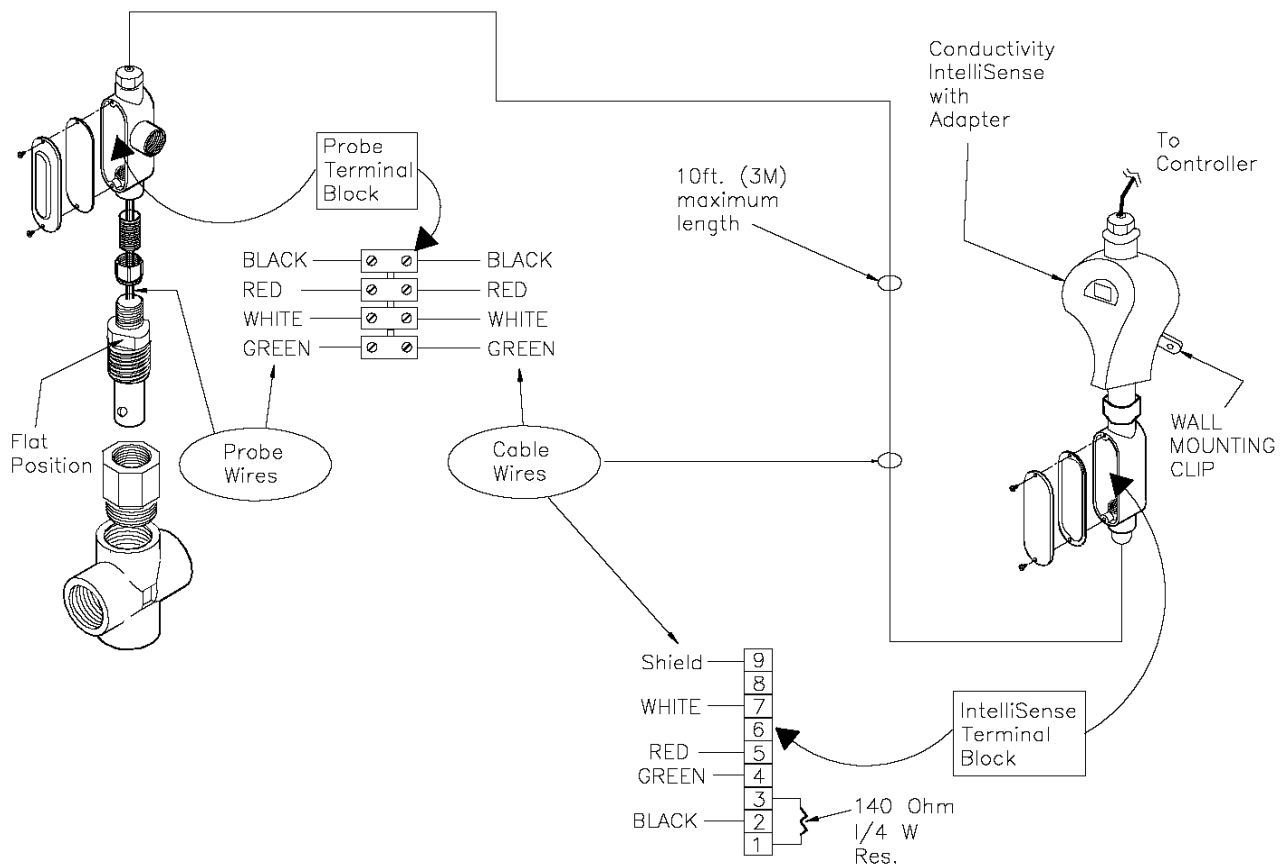 Conductivity
IntelliSense
with
Adapter
To
Controller
Probe
Terminal
Block
10ft. (3M)
maximum
length
BLACK
BLACK
RED
RED
WHITE
WHITE
GREEN
GREEN
Flat
Position
Probe
Wires
Cable
Wires
WALL
MOUNTING
CLIP
Shield
9
8
WHITE
7
6
RED
5
GREEN
4
3
BLACK
2
1
IntelliSense
Terminal
Block
140 Ohm
1/4 W
Res.